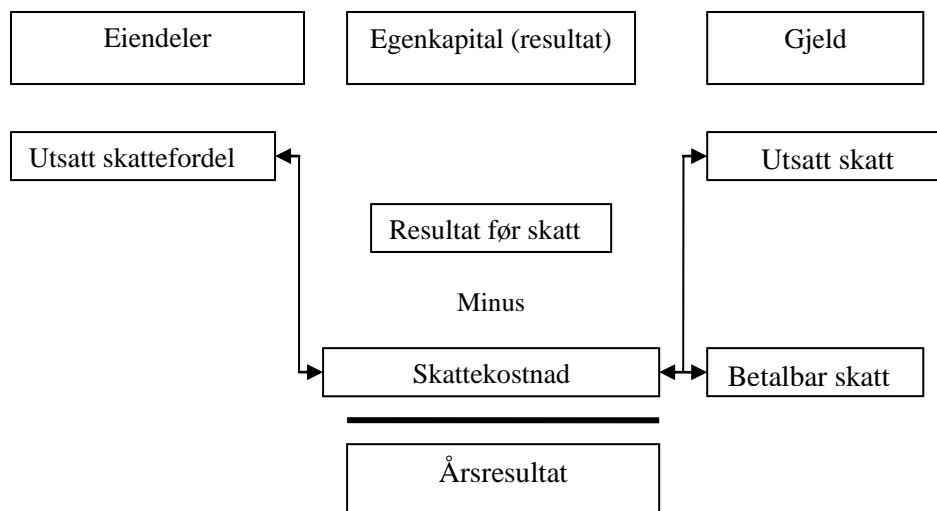 Eiendeler
Egenkapital (resultat)
Gjeld
Utsatt skattefordel
Utsatt skatt
Resultat før skatt
Minus
Skattekostnad
Betalbar skatt
Årsresultat